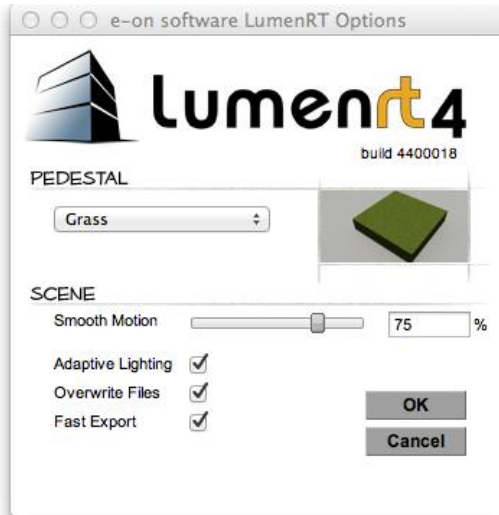 e-on software LumenRT Options
Lumenrt4
build 4400018
PEDESTAL
Grass
SCENE
Smooth Motion 75 %
Adaptive Lighting
Overwrite Files
Fast Export
OK
Cancel